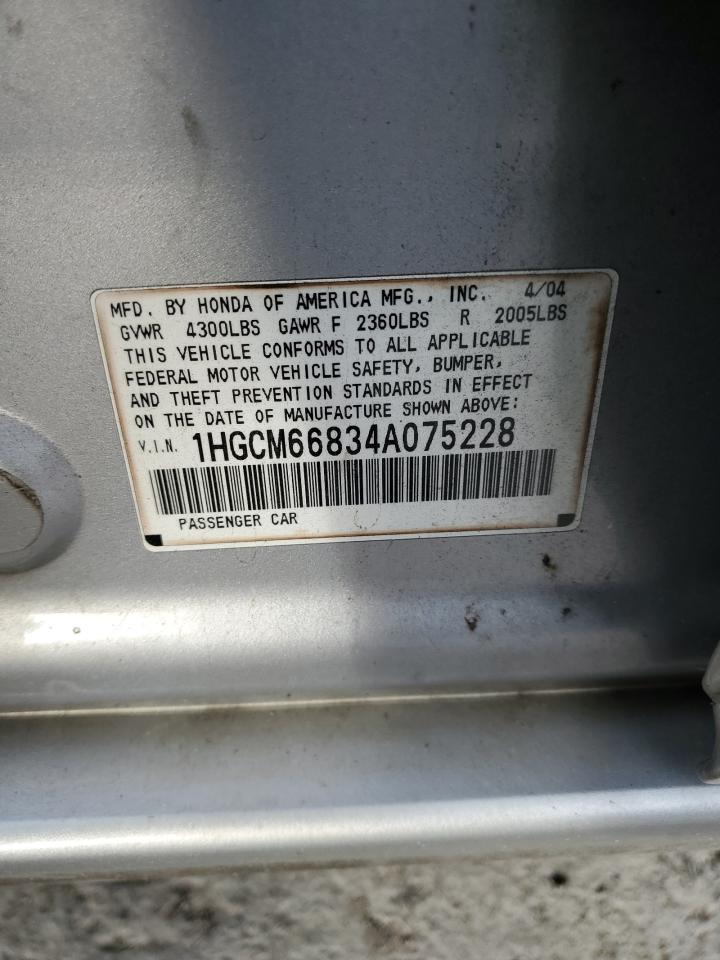 MFD. BY HONDA OF AMERICA MFG., INC. 4/04
GVWR 4300LBS GAWR F 2360LBS R 2005LBS
THIS VEHICLE CONFORMS TO ALL APPLICABLE
FEDERAL MOTOR VEHICLE SAFETY, BUMPER,
AND THEFT PREVENTION STANDARDS IN EFFECT
ON THE DATE OF MANUFACTURE SHOWN ABOVE:
V.I.N. 1HGCM66834A075228
PASSENGER CAR